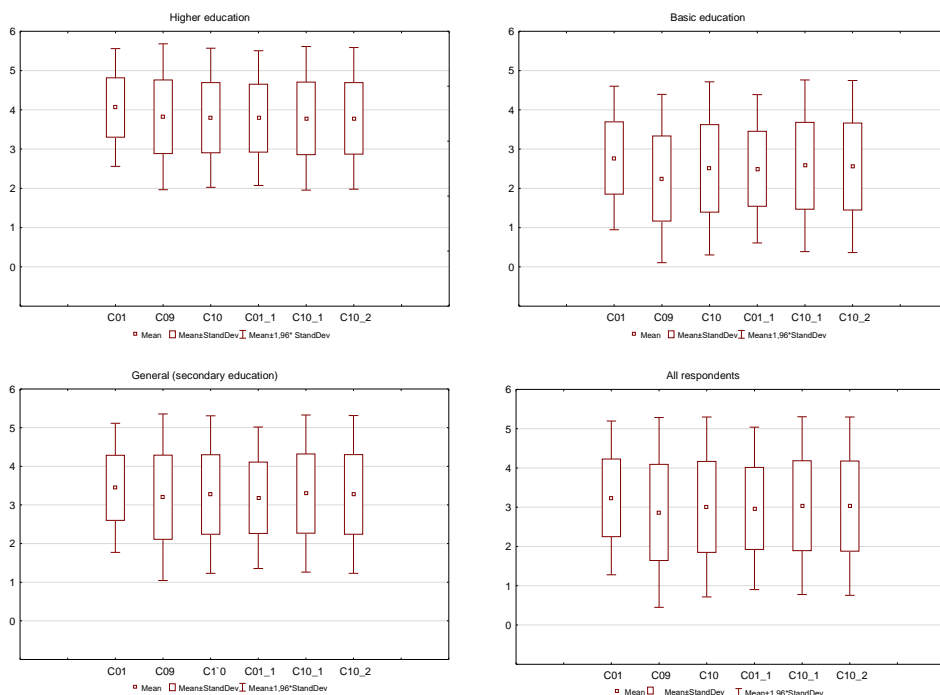 Higher education
6
5
4
3
2
1
0
C01 C09 C10 C01_1 C10_1 C10_2
Mean Mean±StandDev Mean±1,96* StandDev
Basic education
6
5
4
3
2
1
0
C01 C09 C10 C01_1 C10_1 C10_2
Mean Mean±StandDev Mean±1,96*StandDev
General (secondary education)
6
5
4
3
2
1
0
C01 C09 C1`0 C01_1 C10_1 C10_2
Mean Mean±StandDev Mean±1,96*StandDev
All respondents
6
5
4
3
2
1
0
C01 C09 C10 C01_1 C10_1 C10_2
Mean Mean±StandDev Mean±1,96*StandDev